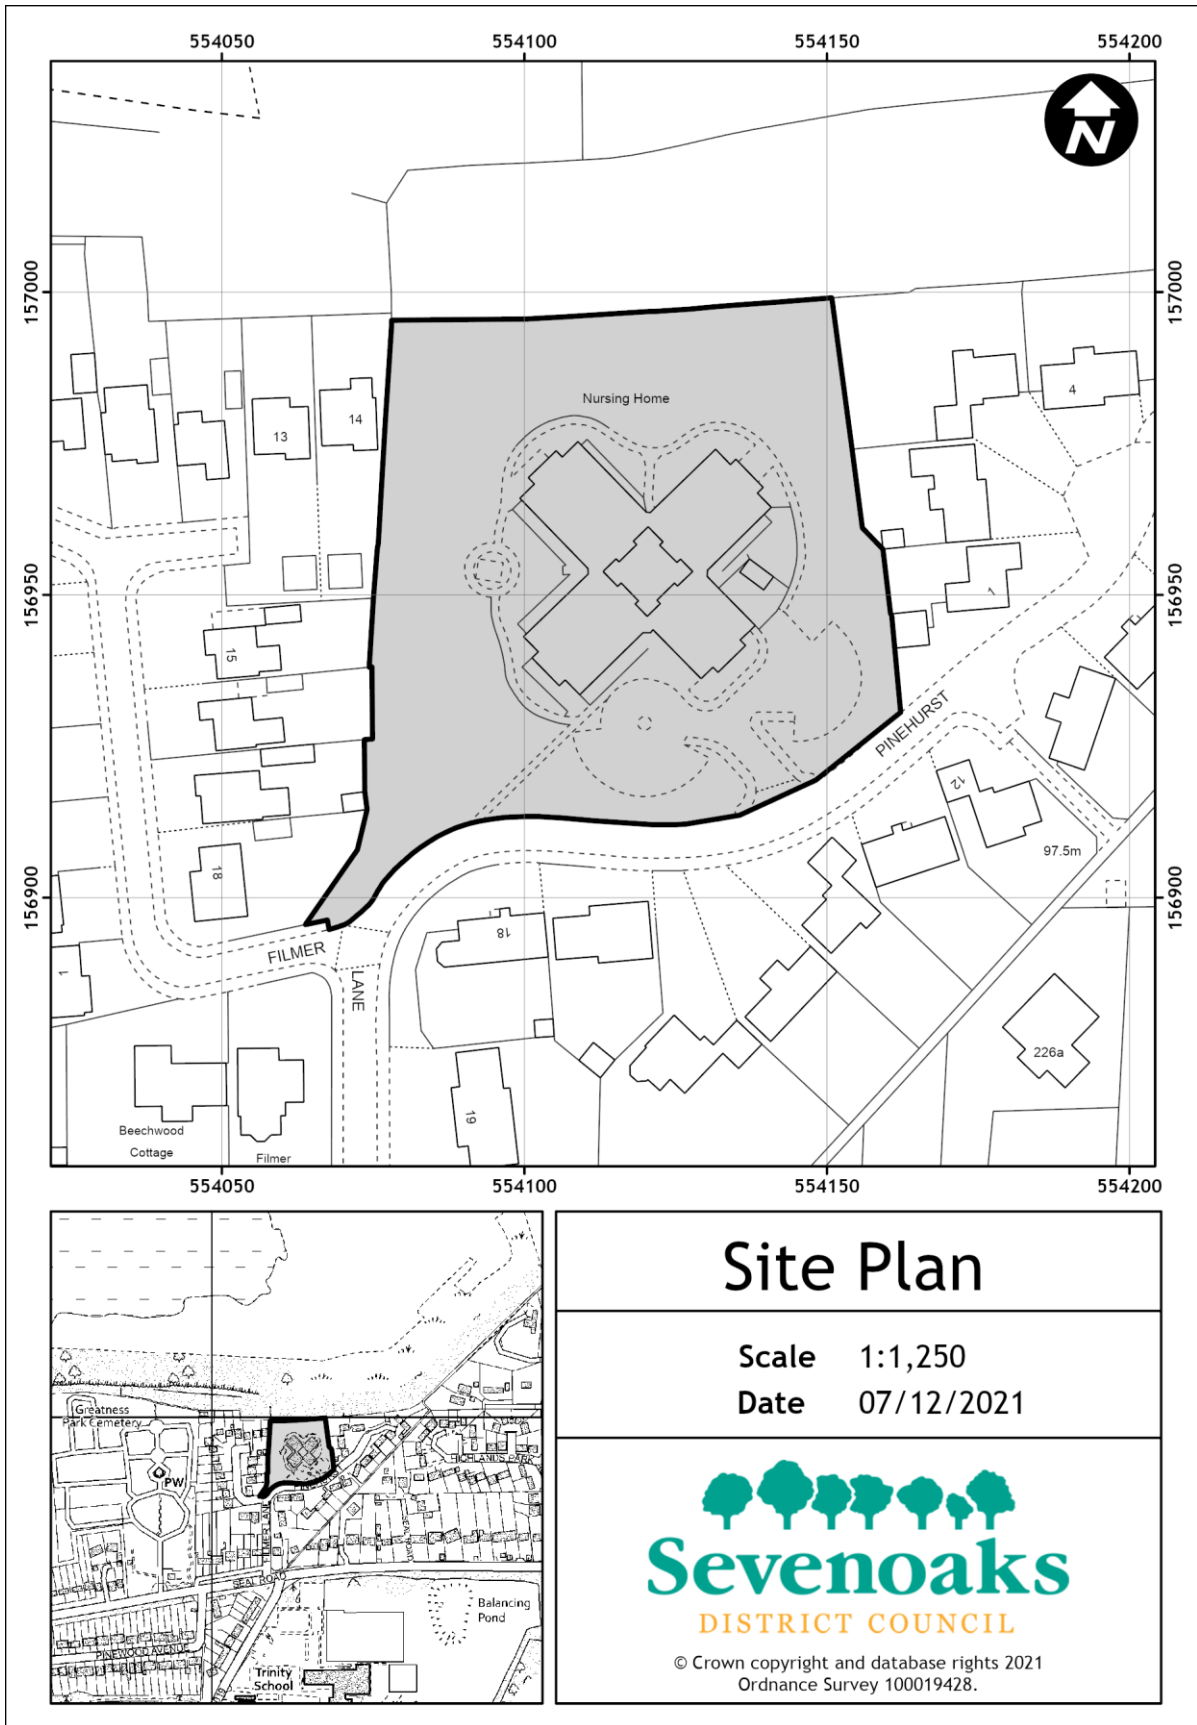 554050 554100 554150 554200
N
157000 157000
4
Nursing Home
14
13
156950 156950
1
15
PINEHURST
12
97.5m
18
156900 156900
18
FILMER
LANE
1
226a
19
Beechwood
Cottage
Filmer
554050 554100 554150 554200
Site Plan
Scale 1:1,250
Date 07/12/2021
Greatness
Park Cemetery
PW
HIGHLANDS PARK
SEAL ROAD
Balancing
Pond
PINEWOOD AVENUE
Trinity
School
Sevenoaks
DISTRICT COUNCIL
© Crown copyright and database rights 2021
Ordnance Survey 100019428.